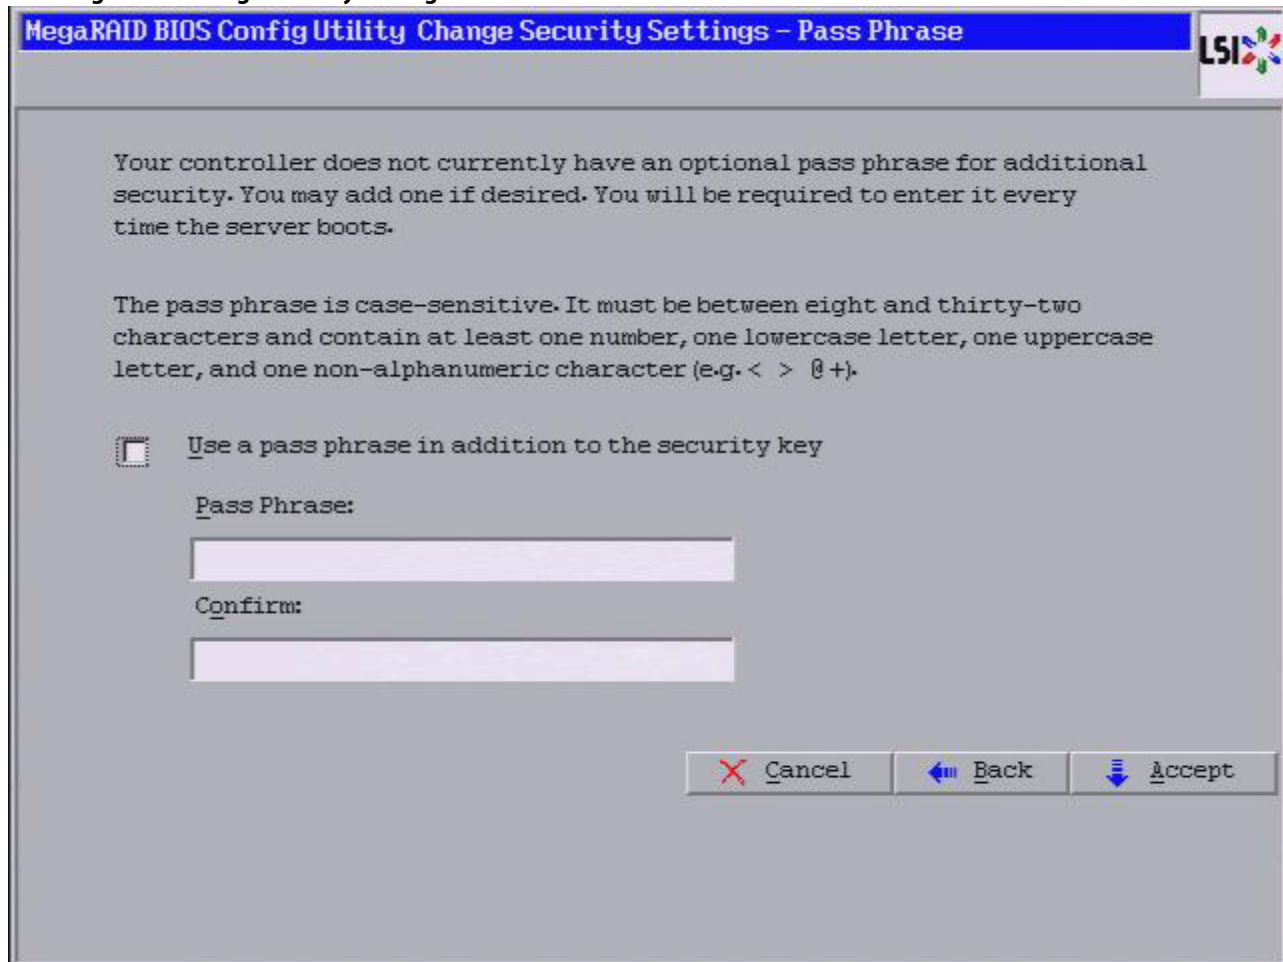 MegaRAID BIOS Config Utility Change Security Settings – Pass Phrase
LSI
Your controller does not currently have an optional pass phrase for additional
security. You may add one if desired. You will be required to enter it every
time the server boots.
The pass phrase is case-sensitive. It must be between eight and thirty-two
characters and contain at least one number, one lowercase letter, one uppercase
letter, and one non-alphanumeric character (e.g. < > @ +).
Use a pass phrase in addition to the security key
Pass Phrase:
Confirm:
Cancel Back Accept